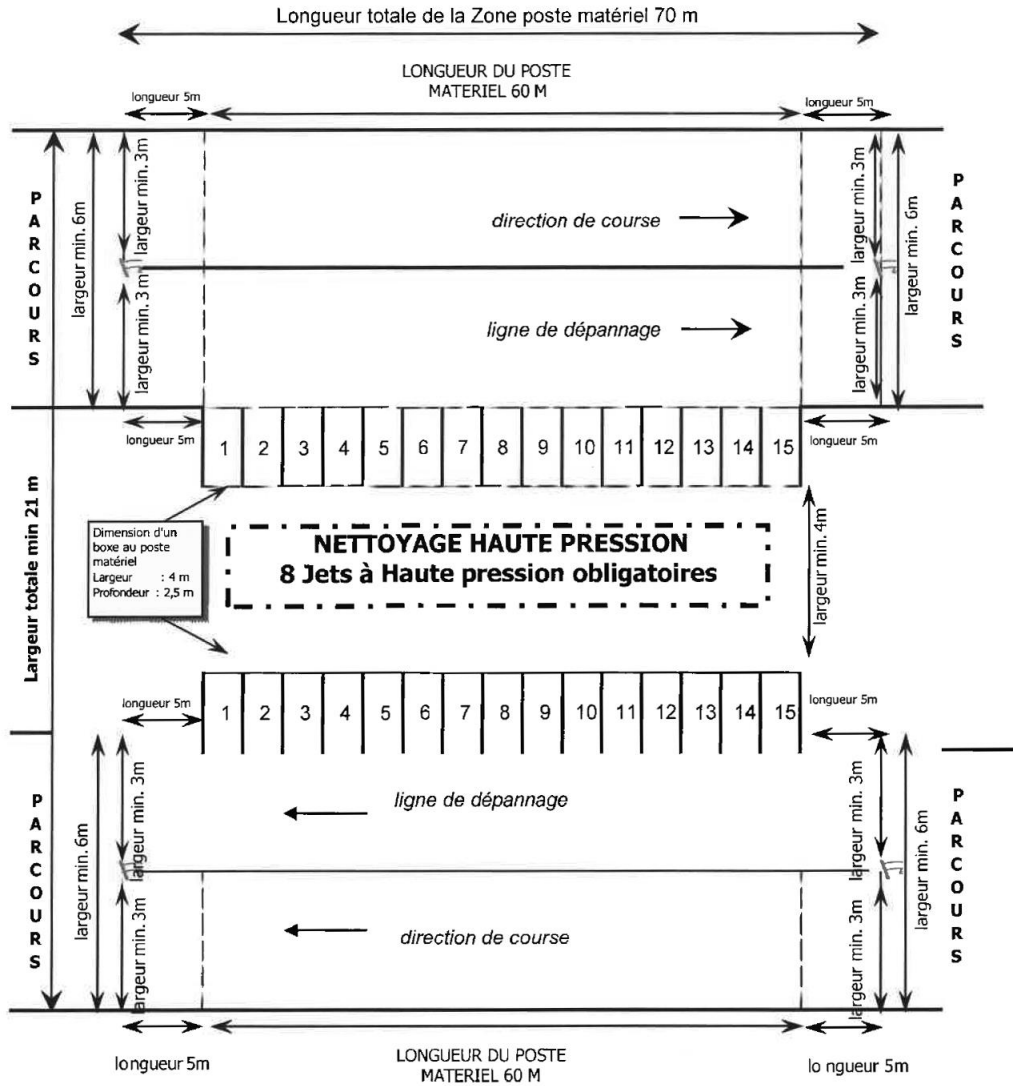 Longueur totale de la Zone poste matériel 70 m
LONGUEUR DU POSTE
MATERIEL 60 M
longueur 5m
longueur 5m
PARCOURS
largeur min. 6m
largeur min. 3m
largeur min. 3 m
direction de course
ligne de dépannage
largeur min. 3m
largeur min. 3m
largeur min. 6m
PARCOURS
longueur 5m
1 2 3 4 5 6 7 8 9 10 11 12 13 14 15
longueur 5m
Largeur totale min 21 m
Dimension d'un
boxe au poste
matériel
Largeur : 4 m
Profondeur : 2,5 m
NETTOYAGE HAUTE PRESSION
8 Jets à Haute pression obligatoires
largeur min. 4m
longueur 5m
1 2 3 4 5 6 7 8 9 10 11 12 13 14 15
longueur 5m
PARCOURS
largeur min. 6m
largeur min. 3m
largeur min. 3m
ligne de dépannage
direction de course
largeur min. 3m
largeur min. 3m
largeur min. 6m
PARCOURS
longueur 5m
LONGUEUR DU POSTE
MATERIEL 60 M
lo ngueur 5m